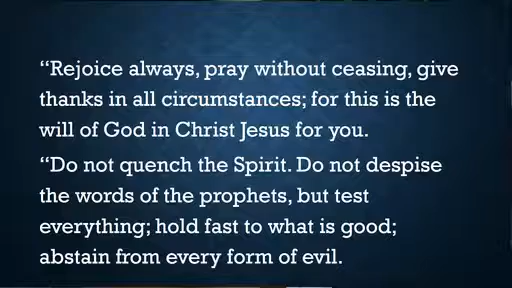 “Rejoice always, pray without ceasing, give
thanks in all circumstances; for this is the
will of God in Christ Jesus for you.
“Do not quench the Spirit. Do not despise
the words of the prophets, but test
everything; hold fast to what is good;
abstain from every form of evil.